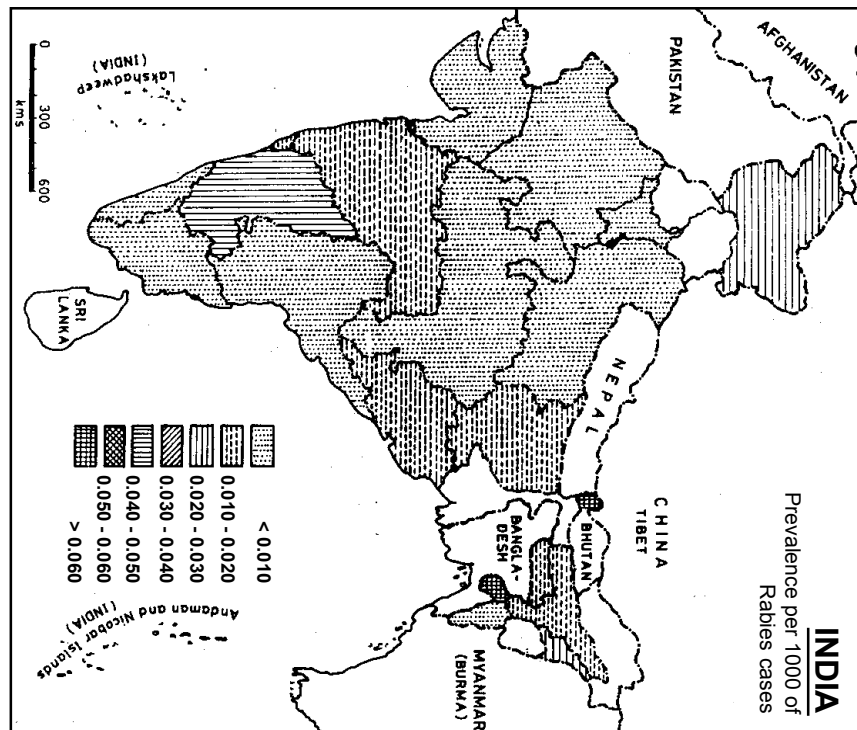 INDIA
Prevalence per 1000 of
Rabies cases
AFGHANISTAN
PAKISTAN
CHINA
TIBET
NEPAL
BHUTAN
BANGLA-
DESH
MYANMAR
(BURMA)
SRI
LANKA
Lakshadweep
(INDIA)
Andaman and Nicobar Islands
(INDIA)
0 300 600
kms
< 0.010
0.010 - 0.020
0.020 - 0.030
0.030 - 0.040
0.040 - 0.050
0.050 - 0.060
> 0.060